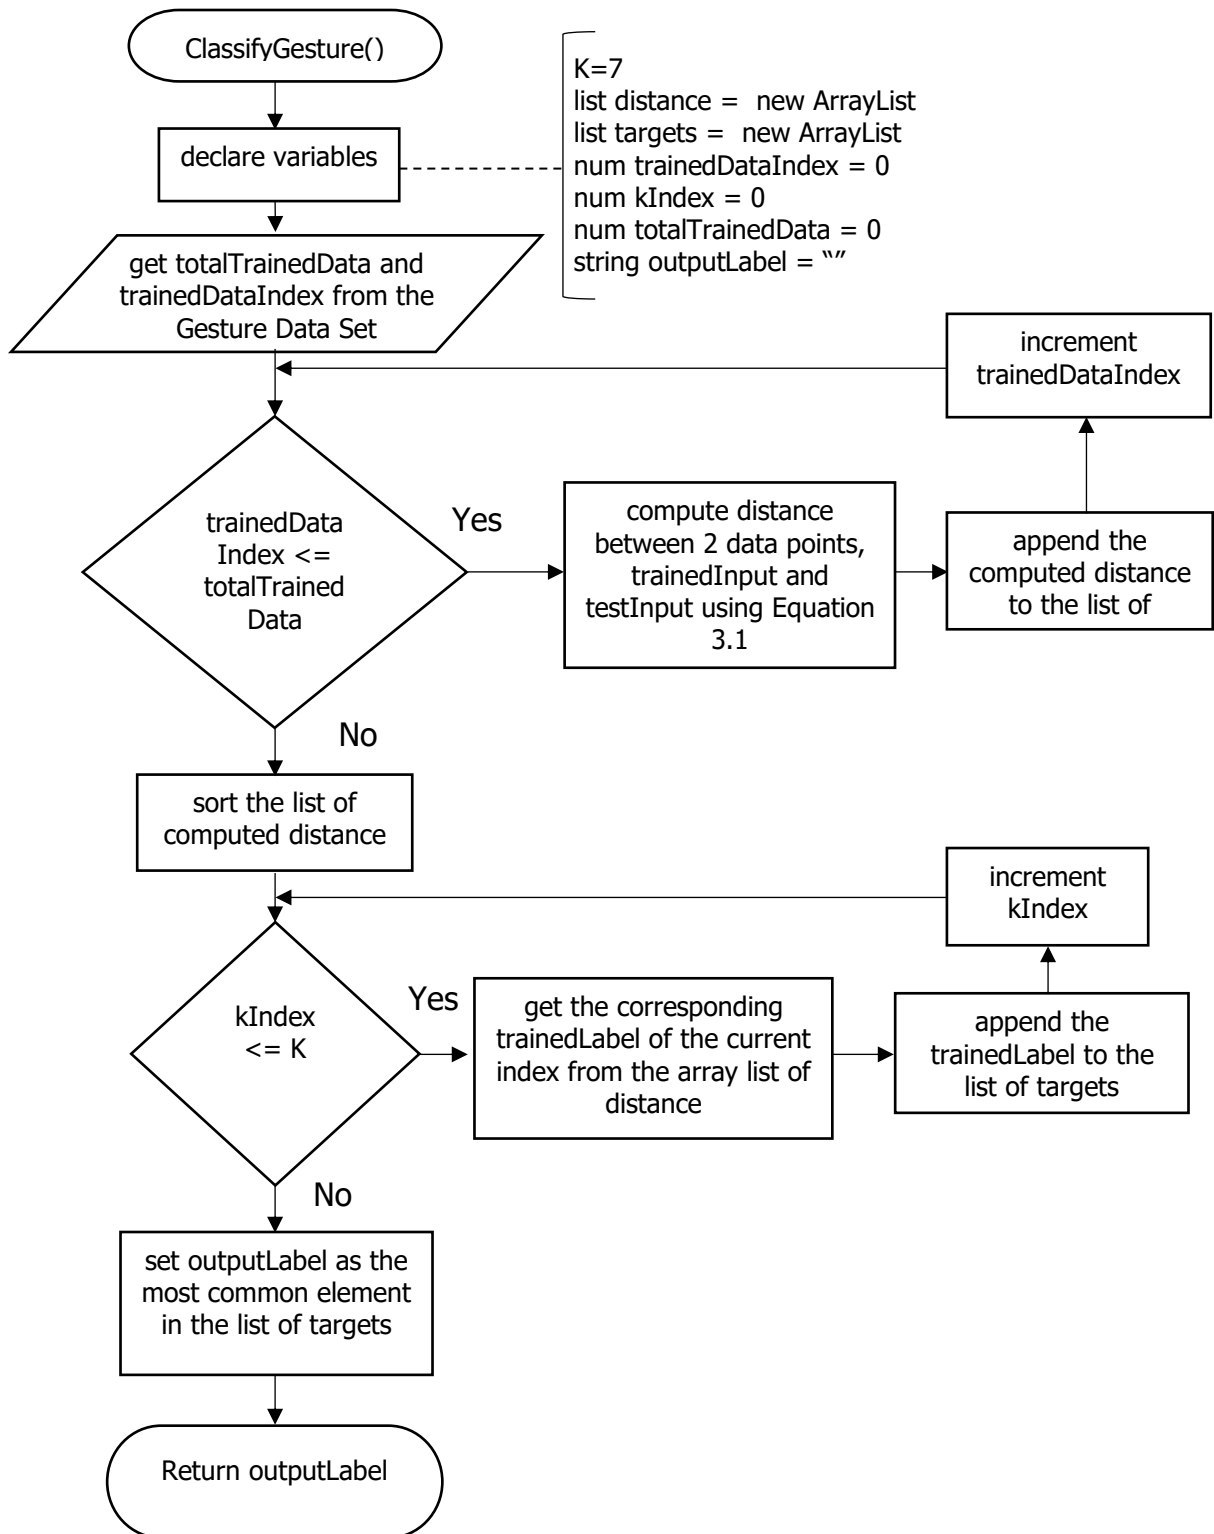 ClassifyGesture()
K=7
list distance =  new ArrayList
list targets =  new ArrayList
num trainedDataIndex = 0
num kIndex = 0
num totalTrainedData = 0
string outputLabel = “”
declare variables
get totalTrainedData and
trainedDataIndex from the
Gesture Data Set
increment
trainedDataIndex
trainedData
Index <=
totalTrained
Data
Yes
compute distance
between 2 data points,
trainedInput and
testInput using Equation
3.1
append the
computed distance
to the list of
No
sort the list of
computed distance
increment
kIndex
kIndex
<= K
Yes
get the corresponding
trainedLabel of the current
index from the array list of
distance
append the
trainedLabel to the
list of targets
No
set outputLabel as the
most common element
in the list of targets
Return outputLabel